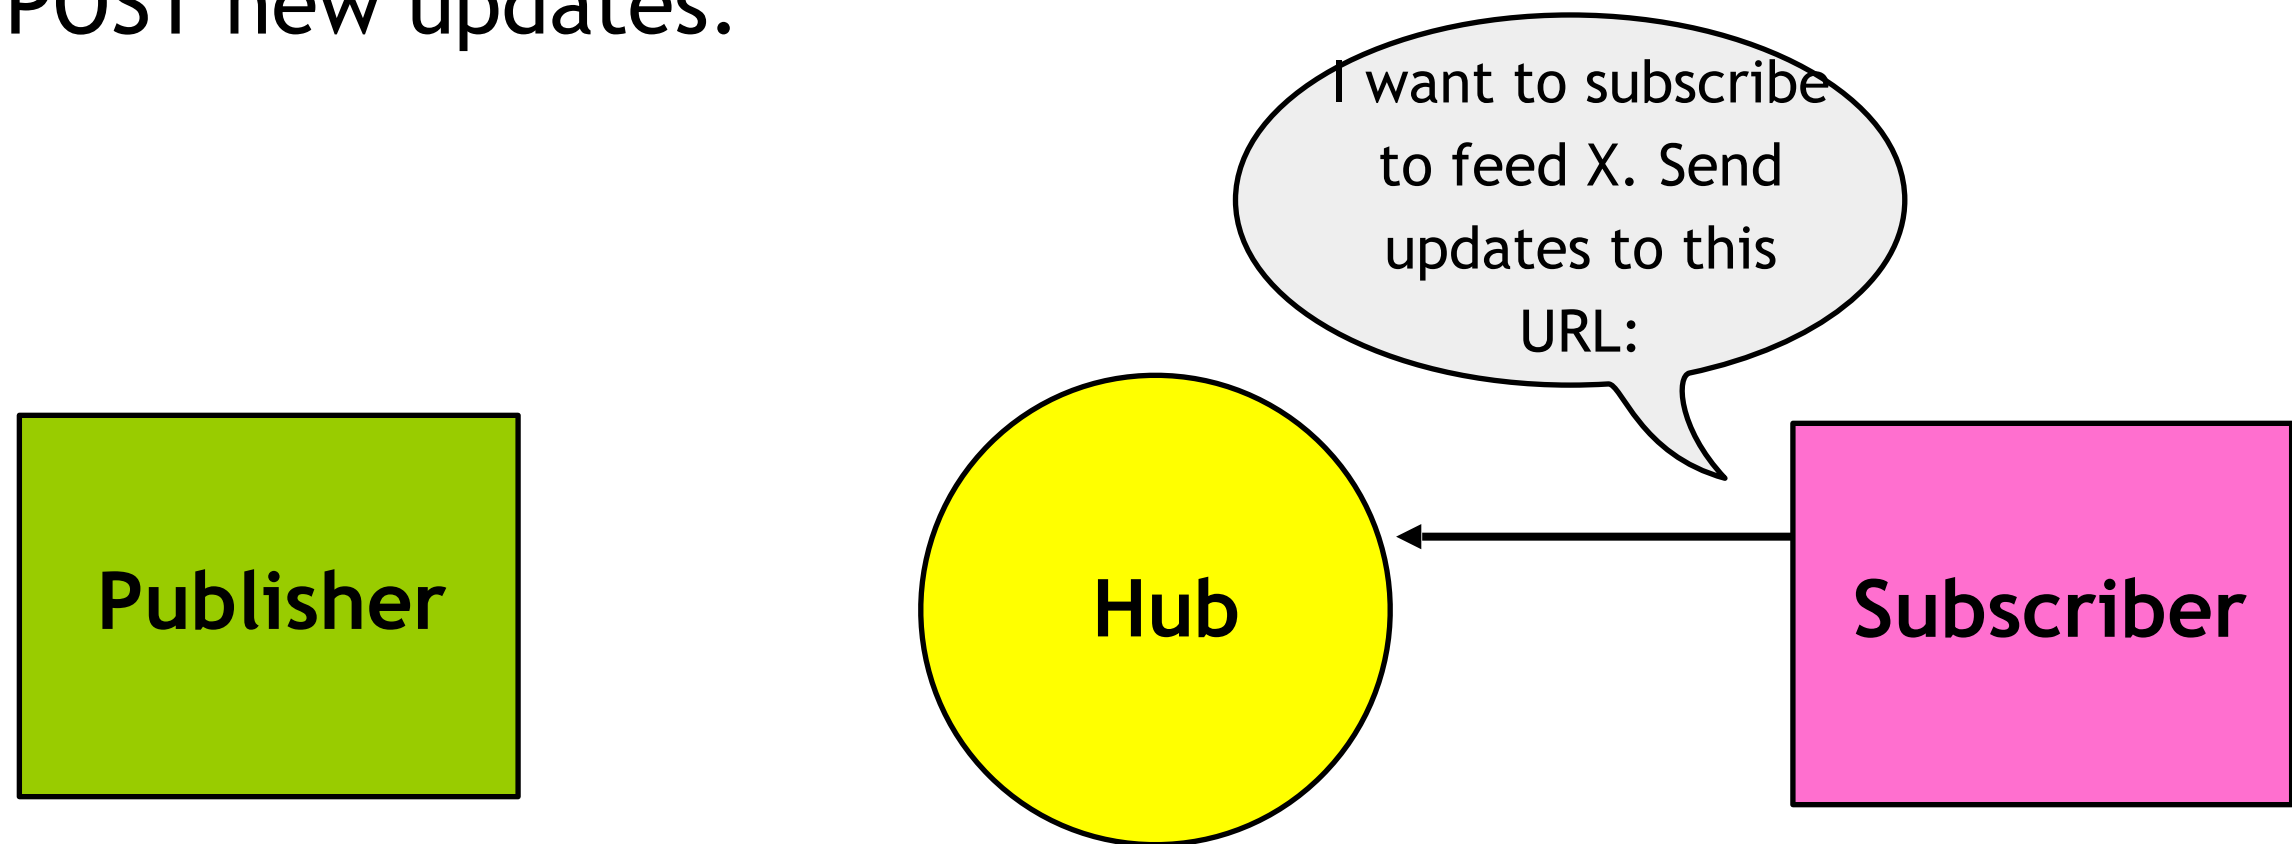 POST new updates.
I want to subscribe
to feed X. Send
updates to this
URL:
Publisher
Hub
Subscriber